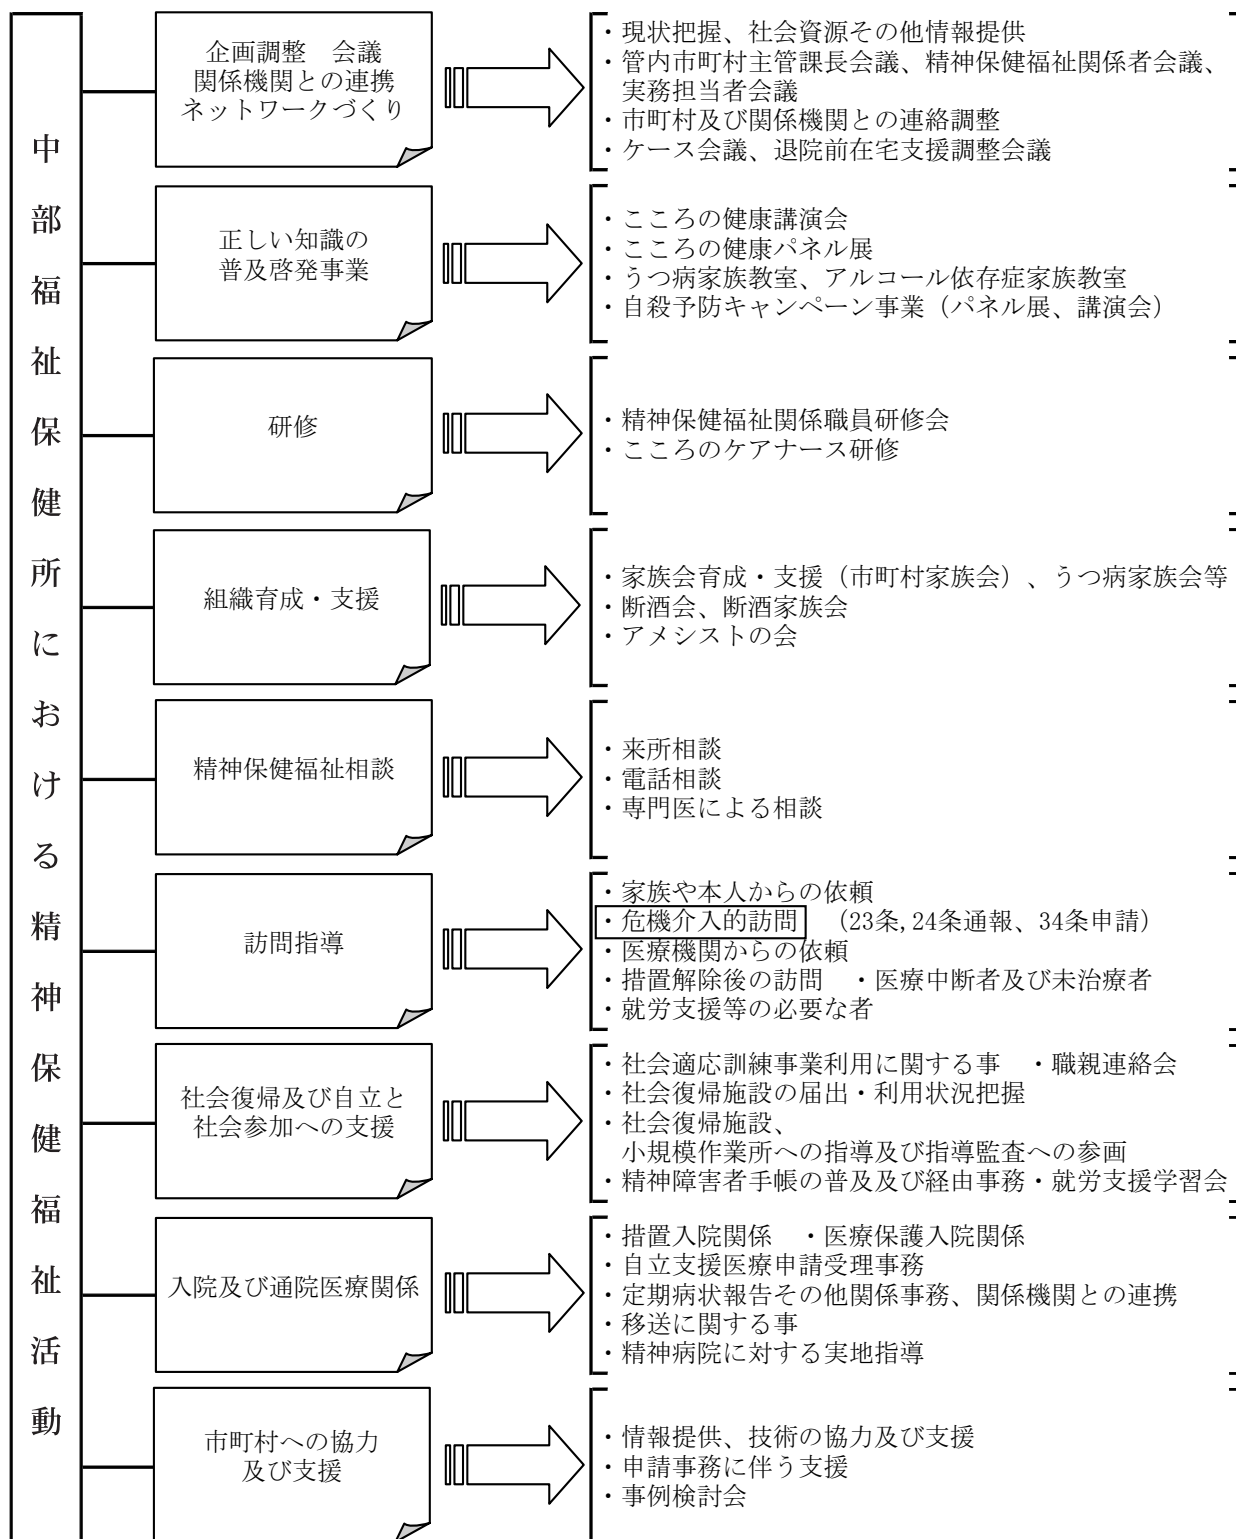 中部福祉保健所における精神保健福祉活動
企画調整　会議
関係機関との連携
ネットワークづくり
・現状把握、社会資源その他情報提供
・管内市町村主管課長会議、精神保健福祉関係者会議、
実務担当者会議
・市町村及び関係機関との連絡調整
・ケース会議、退院前在宅支援調整会議
正しい知識の
普及啓発事業
・こころの健康講演会
・こころの健康パネル展
・うつ病家族教室、アルコール依存症家族教室
・自殺予防キャンペーン事業（パネル展、講演会）
研修
・精神保健福祉関係職員研修会
・こころのケアナース研修
組織育成・支援
・家族会育成・支援（市町村家族会）、うつ病家族会等
・断酒会、断酒家族会
・アメシストの会
精神保健福祉相談
・来所相談
・電話相談
・専門医による相談
訪問指導
・家族や本人からの依頼
・危機介入的訪問　（23条,24条通報、34条申請）
・医療機関からの依頼
・措置解除後の訪問　・医療中断者及び未治療者
・就労支援等の必要な者
社会復帰及び自立と
社会参加への支援
・社会適応訓練事業利用に関する事　・職親連絡会
・社会復帰施設の届出・利用状況把握
・社会復帰施設、
小規模作業所への指導及び指導監査への参画
・精神障害者手帳の普及及び経由事務・就労支援学習会
入院及び通院医療関係
・措置入院関係　・医療保護入院関係
・自立支援医療申請受理事務
・定期病状報告その他関係事務、関係機関との連携
・移送に関する事
・精神病院に対する実地指導
市町村への協力
及び支援
・情報提供、技術の協力及び支援
・申請事務に伴う支援
・事例検討会